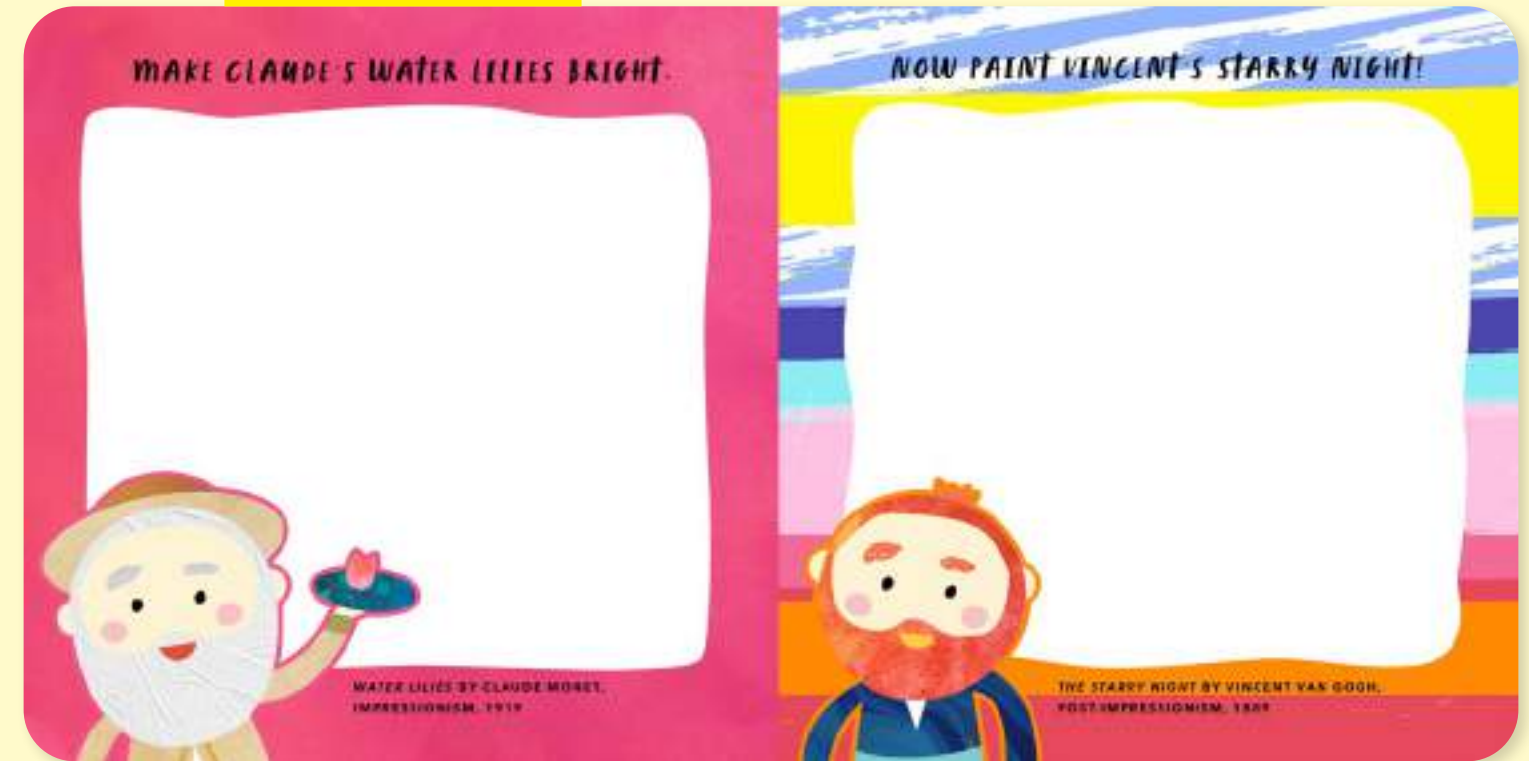 MAKE CLAUDE'S WATER LILIES BRIGHT.
NOW PAINT VINCENT'S STARRY NIGHT!
WATER LILIES BY CLAUDE MONET,
IMPRESSIONISM, 1919
THE STARRY NIGHT BY VINCENT VAN GOGH,
POST-IMPRESSIONISM, 1889